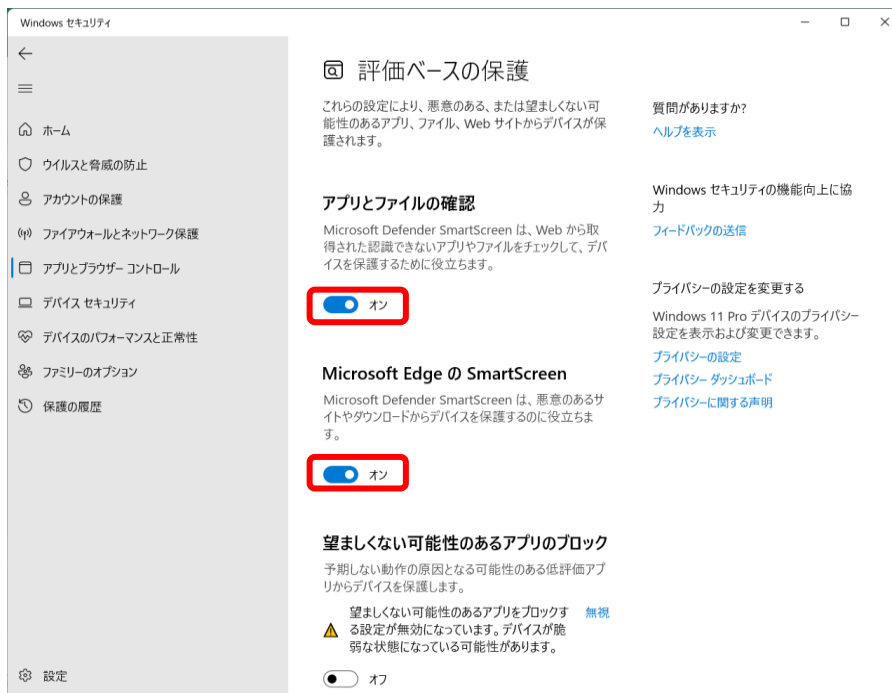 Windows セキュリティ
ホーム
ウイルスと脅威の防止
アカウントの保護
ファイアウォールとネットワーク保護
アプリとブラウザー コントロール
デバイス セキュリティ
デバイスのパフォーマンスと正常性
ファミリーのオプション
保護の履歴
設定
評価ベースの保護
これらの設定により、悪意のある、または望ましくない可
能性のあるアプリ、ファイル、Web サイトからデバイスが保
護されます。
アプリとファイルの確認
Microsoft Defender SmartScreen は、Web から取
得された認識できないアプリやファイルをチェックして、デバ
イスを保護するために役立ちます。
オン
Microsoft Edge の SmartScreen
Microsoft Defender SmartScreen は、悪意のあるサ
イトやダウンロードからデバイスを保護するのに役立ちま
す。
オン
望ましくない可能性のあるアプリのブロック
予期しない動作の原因となる可能性のある低評価アプ
リからデバイスを保護します。
望ましくない可能性のあるアプリをブロックす 無視
る設定が無効になっています。デバイスが脆
弱な状態になっている可能性があります。
オフ
質問がありますか?
ヘルプを表示
Windows セキュリティの機能向上に協
力
フィードバックの送信
プライバシーの設定を変更する
Windows 11 Pro デバイスのプライバシー
設定を表示および変更できます。
プライバシーの設定
プライバシー ダッシュボード
プライバシーに関する声明